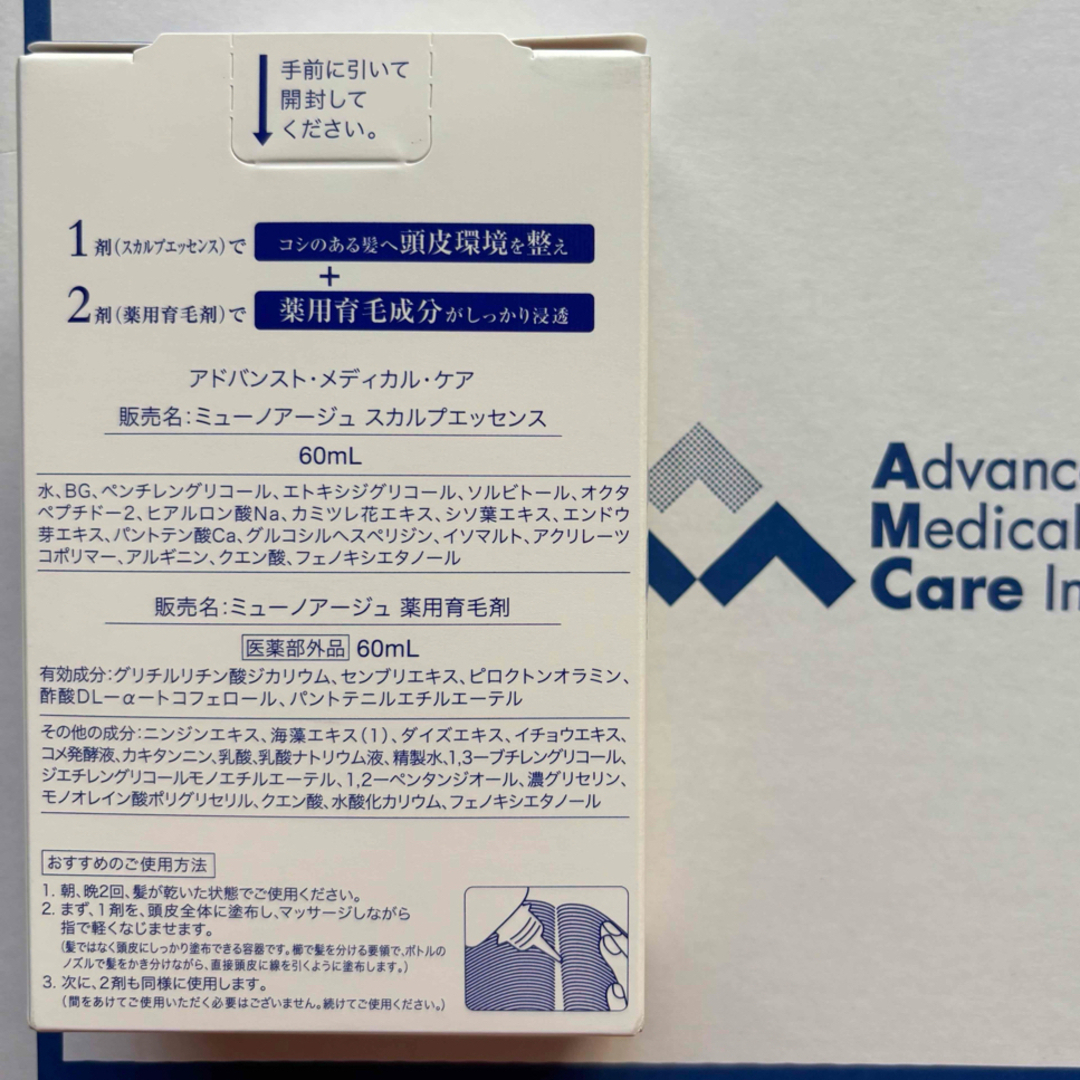 手前に引いて
開封して
ください。
1剤(スカルプエッセンス)で コシのある髪へ頭皮環境を整え
+
2剤(薬用育毛剤)で 薬用育毛成分がしっかり浸透
アドバンスト・メディカル・ケア
販売名:ミューノアージュ スカルプエッセンス
60mL
水、BG、ペンチレングリコール、エトキシジグリコール、ソルビトール、オクタ
ペプチドー2、ヒアルロン酸Na、カミツレ花エキス、シソ葉エキス、エンドウ
芽エキス、パントテン酸Ca、グルコシルヘスペリジン、イソマルト、アクリレーツ
コポリマー、アルギニン、クエン酸、フェノキシエタノール
販売名:ミューノアージュ 薬用育毛剤
医薬部外品 60mL
有効成分:グリチルリチン酸ジカリウム、センブリエキス、ピロクトンオラミン、
酢酸DLーαートコフェロール、パントテニルエチルエーテル
その他の成分:ニンジンエキス、海藻エキス(1)、ダイズエキス、イチョウエキス、
コメ発酵液、カキタンニン、乳酸、乳酸ナトリウム液、精製水、1,3ーブチレングリコール、
ジエチレングリコールモノエチルエーテル、1,2ーペンタンジオール、濃グリセリン、
モノオレイン酸ポリグリセリル、クエン酸、水酸化カリウム、フェノキシエタノール
おすすめのご使用方法
1. 朝、晩2回、髪が乾いた状態でご使用ください。
2. まず、1剤を、頭皮全体に塗布し、マッサージしながら
指で軽くなじませます。
(髪ではなく頭皮にしっかり塗布できる容器です。櫛で髪を分ける要領で、ボトルの
ノズルで髪をかき分けながら、直接頭皮に線を引くように塗布します。)
3. 次に、2剤も同様に使用します。
(間をあけてご使用いただく必要はございません。続けてご使用ください。)
Advanc
Medical
Care In